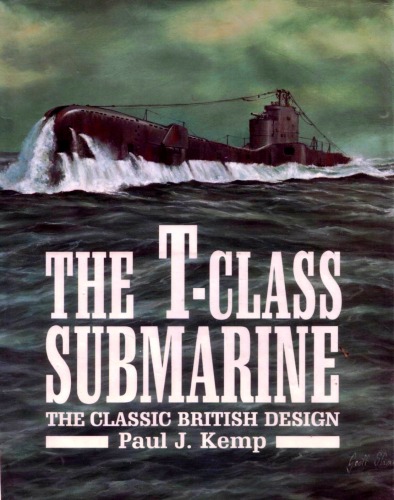 THE T-CLASS
SUBMARINE
THE CLASSIC BRITISH DESIGN
Paul J. Kemp